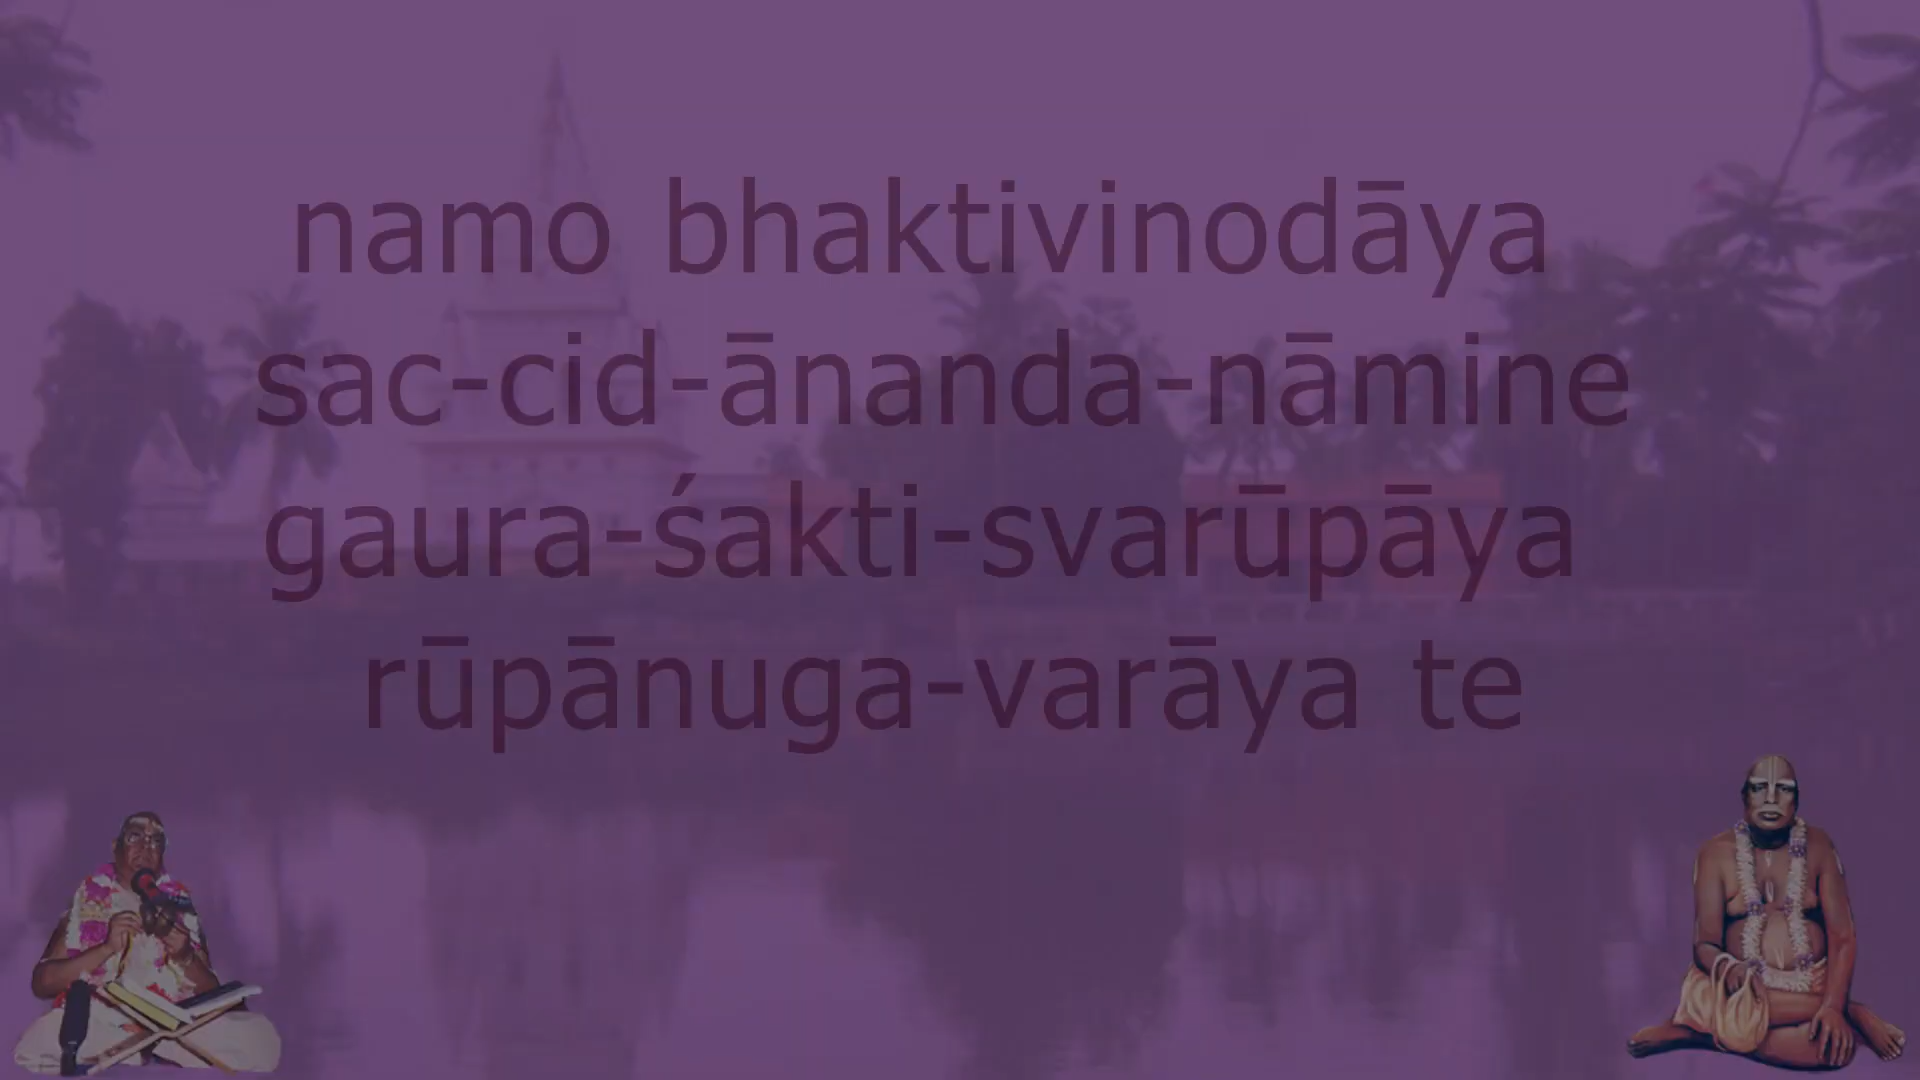 namo bhaktivinodāya
sac-cid-ānanda-nāmine
gaura-śakti-svarūpāya
rūpānuga-varāya te